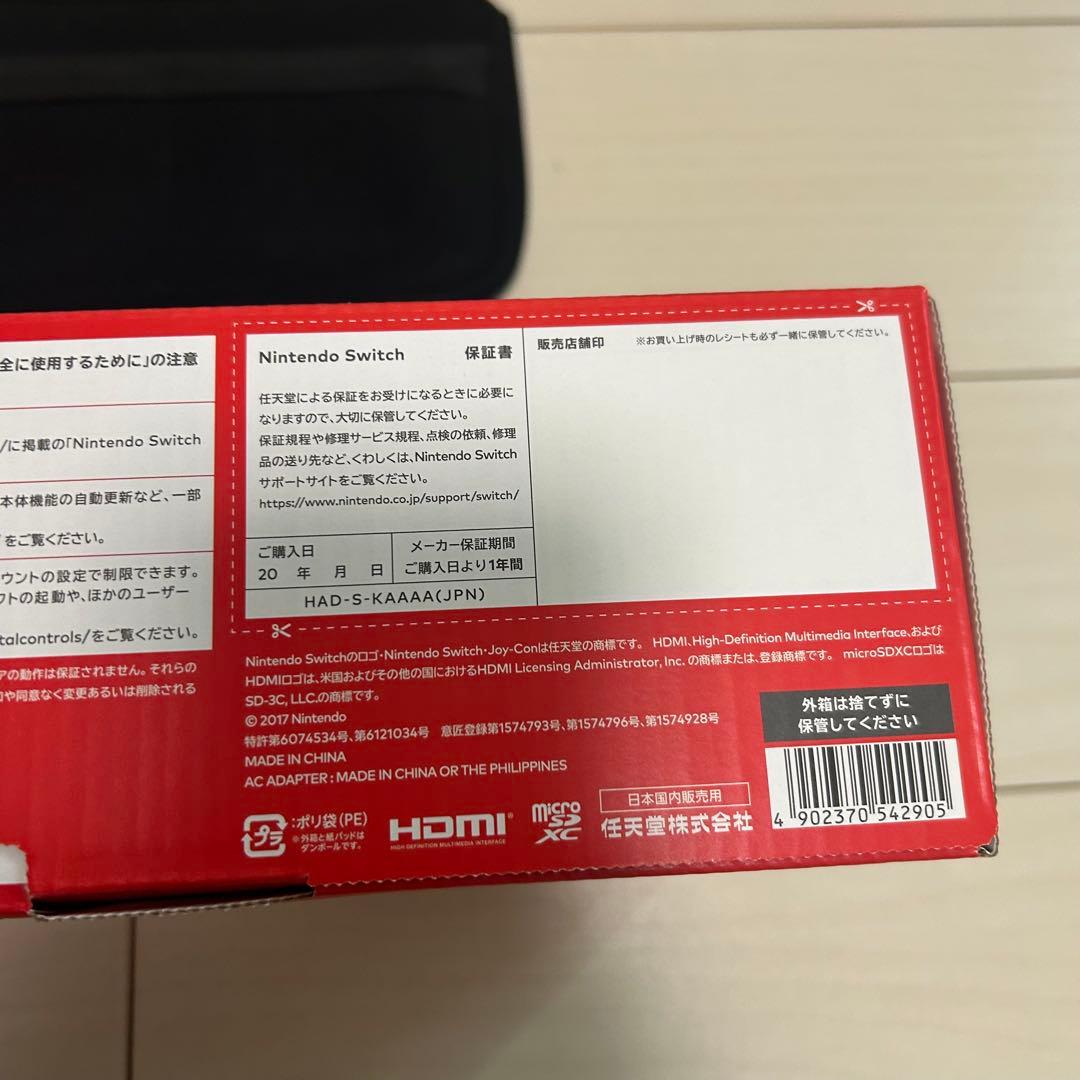 全に使用するために」の注意
/に掲載の「Nintendo Switch
本体機能の自動更新など、一部
をご覧ください。
ウントの設定で制限できます。
フトの起動や、ほかのユーザー
talcontrols/をご覧ください。
アの動作は保証されません。それらの
や同意なく変更あるいは削除される
Nintendo Switch 保証書
任天堂による保証をお受けになるときに必要に
なりますので、大切に保管してください。
保証規程や修理サービス規程、点検の依頼、修理
品の送り先など、くわしくは、Nintendo Switch
サポートサイトをご覧ください。
https://www.nintendo.co.jp/support/switch/
ご購入日
20 年 月 日
メーカー保証期間
ご購入日より1年間
HAD-S-KAAAA(JPN)
販売店舗印 ※お買い上げ時のレシートも必ず一緒に保管してください。
Nintendo Switchのロゴ・Nintendo Switch・Joy-Conは任天堂の商標です。 HDMI、High-Definition Multimedia Interface、および
HDMIロゴは、米国およびその他の国におけるHDMI Licensing Administrator, Inc. の商標または、登録商標です。 microSDXCロゴは
SD-3C, LLC.の商標です。
© 2017 Nintendo
特許第6074534号、第6121034号 意匠登録第1574793号、第1574796号、第1574928号
MADE IN CHINA
AC ADAPTER : MADE IN CHINA OR THE PHILIPPINES
プラ
:ポリ袋(PE)
※外箱と紙パッドは
ダンボールです。
HDMI®
HIGH-DEFINITION MULTIMEDIA INTERFACE
micro
SD
XC
日本国内販売用
任天堂株式会社
外箱は捨てずに
保管してください
4 902370 542905